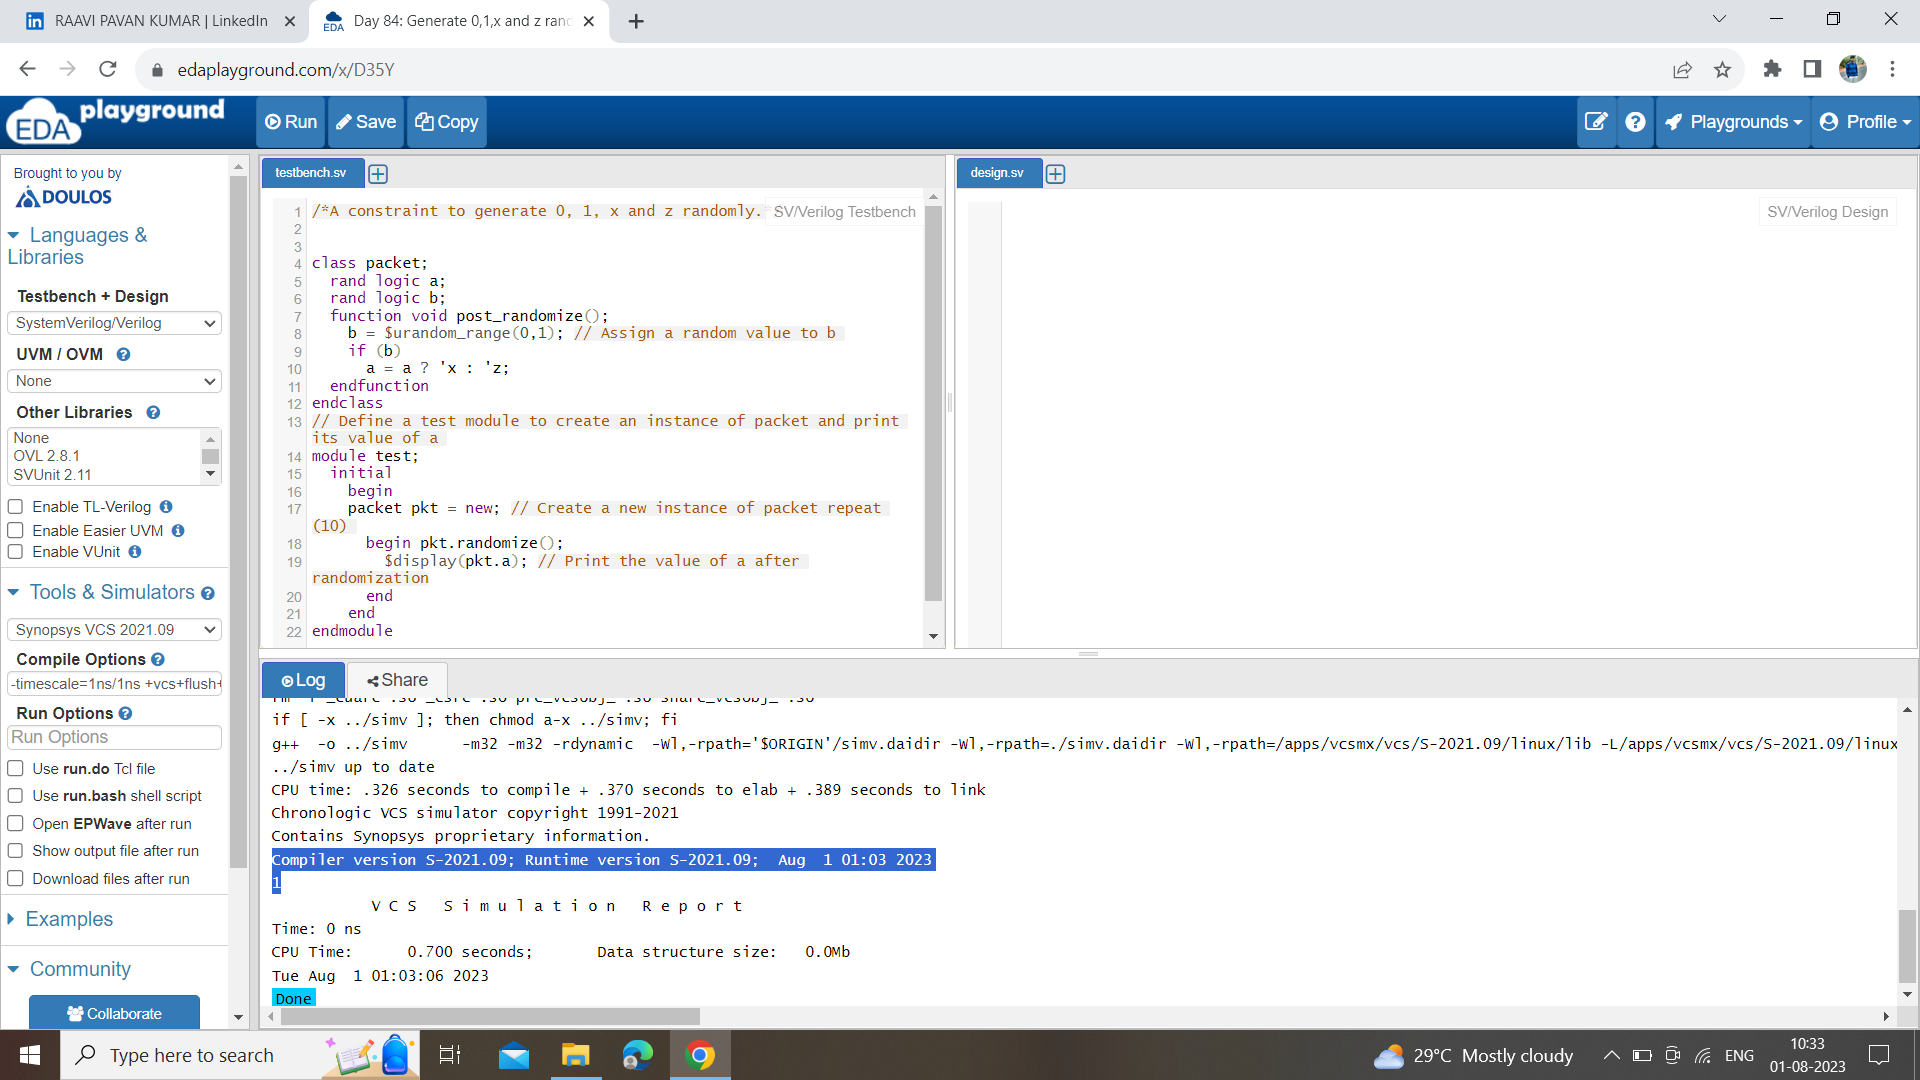 RAAVI PAVAN KUMAR | LinkedIn
Day 84: Generate 0,1,x and z ran
edaplayground.com/x/D35Y
EDA playground
Run
Save
Copy
Playgrounds
Profile
Brought to you by
DOULOS
Languages &
Libraries
Testbench + Design
SystemVerilog/Verilog
UVM / OVM
None
Other Libraries
None
OVL 2.8.1
SVUnit 2.11
Enable TL-Verilog
Enable Easier UVM
Enable VUnit
Tools & Simulators
Synopsys VCS 2021.09
Compile Options
-timescale=1ns/1ns +vcs+flush+
Run Options
Run Options
Use run.do Tcl file
Use run.bash shell script
Open EPWave after run
Show output file after run
Download files after run
Examples
Community
Collaborate
testbench.sv
SV/Verilog Testbench
1 /*A constraint to generate 0, 1, x and z randomly.
2
3
4 class packet;
5 rand logic a;
6 rand logic b;
7 function void post_randomize();
8 b = $urandom_range(0,1); // Assign a random value to b
9 if (b)
10 a = a ? 'x : 'z;
11 endfunction
12 endclass
13 // Define a test module to create an instance of packet and print
its value of a
14 module test;
15 initial
16 begin
17 packet pkt = new; // Create a new instance of packet repeat
(10)
18 begin pkt.randomize();
19 $display(pkt.a); // Print the value of a after
randomization
20 end
21 end
22 endmodule
design.sv
SV/Verilog Design
Log
Share
if [ -x ../simv ]; then chmod a-x ../simv; fi
g++ -o ../simv -m32 -m32 -rdynamic -Wl,-rpath='$ORIGIN'/simv.daidir -Wl,-rpath=./simv.daidir -Wl,-rpath=/apps/vcsmx/vcs/S-2021.09/linux/lib -L/apps/vcsmx/vcs/S-2021.09/linux
../simv up to date
CPU time: .326 seconds to compile + .370 seconds to elab + .389 seconds to link
Chronologic VCS simulator copyright 1991-2021
Contains Synopsys proprietary information.
Compiler version S-2021.09; Runtime version S-2021.09; Aug 1 01:03 2023
1
V C S S i m u l a t i o n R e p o r t
Time: 0 ns
CPU Time: 0.700 seconds; Data structure size: 0.0Mb
Tue Aug 1 01:03:06 2023
Done
Type here to search
29°C Mostly cloudy
ENG
10:33
01-08-2023